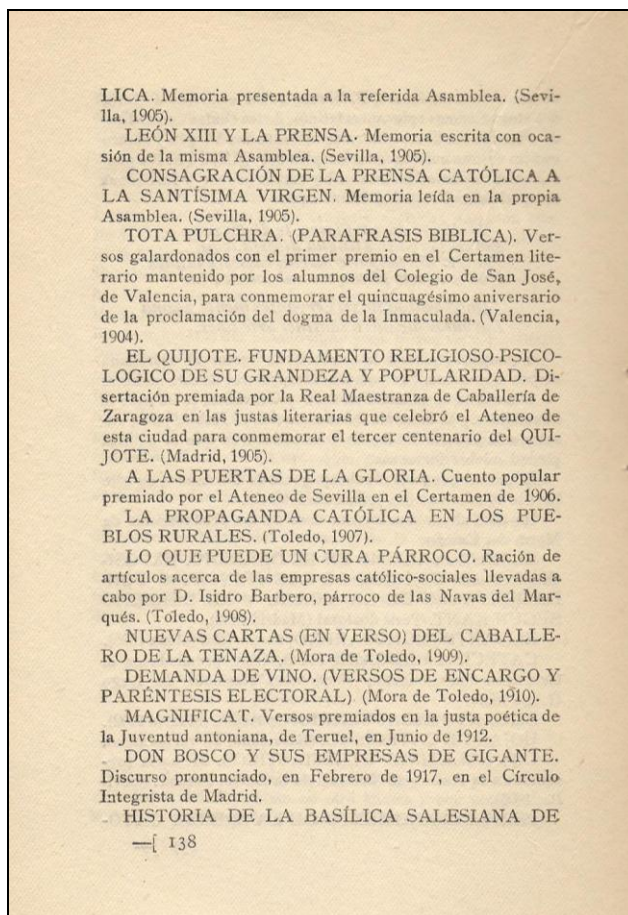 LICA. Memoria presentada a la referida Asamblea. (Sevi-
lla, 1905).
LEÓN XIII Y LA PRENSA. Memoria escrita con oca-
sión de la misma Asamblea. (Sevilla, 1905).
CONSAGRACIÓN DE LA PRENSA CATÓLICA A
LA SANTÍSIMA VIRGEN. Memoria leída en la propia
Asamblea. (Sevilla, 1905).
TOTA PULCHRA. (PARAFRASIS BIBLICA). Ver-
sos galardonados con el primer premio en el Certamen lite-
rario mantenido por los alumnos del Colegio de San José,
de Valencia, para conmemorar el quincuagésimo aniversario
de la proclamación del dogma de la Inmaculada. (Valencia,
1904).
EL QUIJOTE. FUNDAMENTO RELIGIOSO-PSICO-
LOGICO DE SU GRANDEZA Y POPULARIDAD. Di-
sertación premiada por la Real Maestranza de Caballería de
Zaragoza en las justas literarias que celebró el Ateneo de
esta ciudad para conmemorar el tercer centenario del QUI-
JOTE. (Madrid, 1905).
A LAS PUERTAS DE LA GLORIA. Cuento popular
premiado por el Ateneo de Sevilla en el Certamen de 1906.
LA PROPAGANDA CATÓLICA EN LOS PUE-
BLOS RURALES. (Toledo, 1907).
LO QUE PUEDE UN CURA PÁRROCO. Ración de
artículos acerca de las empresas católico-sociales llevadas a
cabo por D. Isidro Barbero, párroco de las Navas del Mar-
qués. (Toledo, 1908).
NUEVAS CARTAS (EN VERSO) DEL CABALLE-
RO DE LA TENAZA. (Mora de Toledo, 1909).
DEMANDA DE VINO. (VERSOS DE ENCARGO Y
PARÉNTESIS ELECTORAL) (Mora de Toledo, 1910).
MAGNIFICAT. Versos premiados en la justa poética de
la Juventud antoniana, de Teruel, en Junio de 1912.
DON BOSCO Y SUS EMPRESAS DE GIGANTE.
Discurso pronunciado, en Febrero de 1917, en el Círculo
Integrista de Madrid.
HISTORIA DE LA BASÍLICA SALESIANA DE
—[ 138